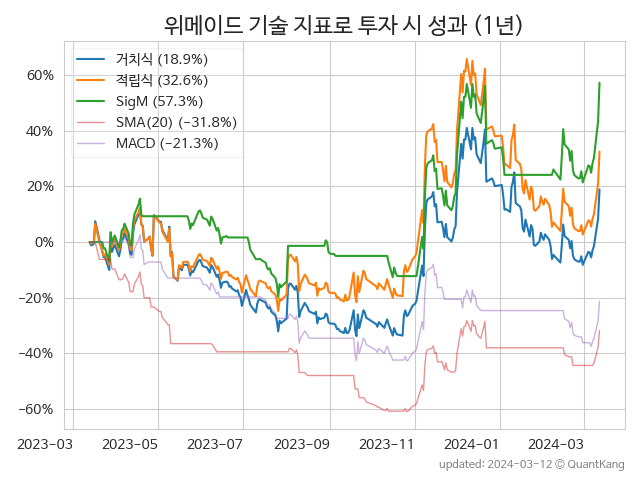 위메이드 기술 지표로 투자 시 성과 (1년)
거치식 (18.9%)
적립식 (32.6%)
SigM (57.3%)
SMA(20) (−31.8%)
MACD (−21.3%)
60%
40%
20%
0%
−20%
−40%
−60%
2023-03 2023-05 2023-07 2023-09 2023-11 2024-01 2024-03
updated: 2024-03-12 © QuantKang